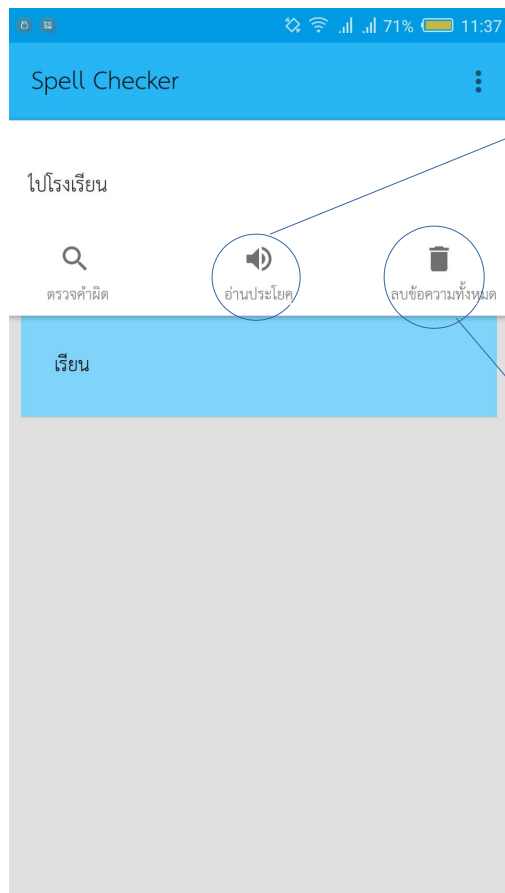 71% 11:37
Spell Checker
ไปโรงเรียน
ตรวจคำผิด อ่านประโยค ลบข้อความทั้งหมด
เรียน